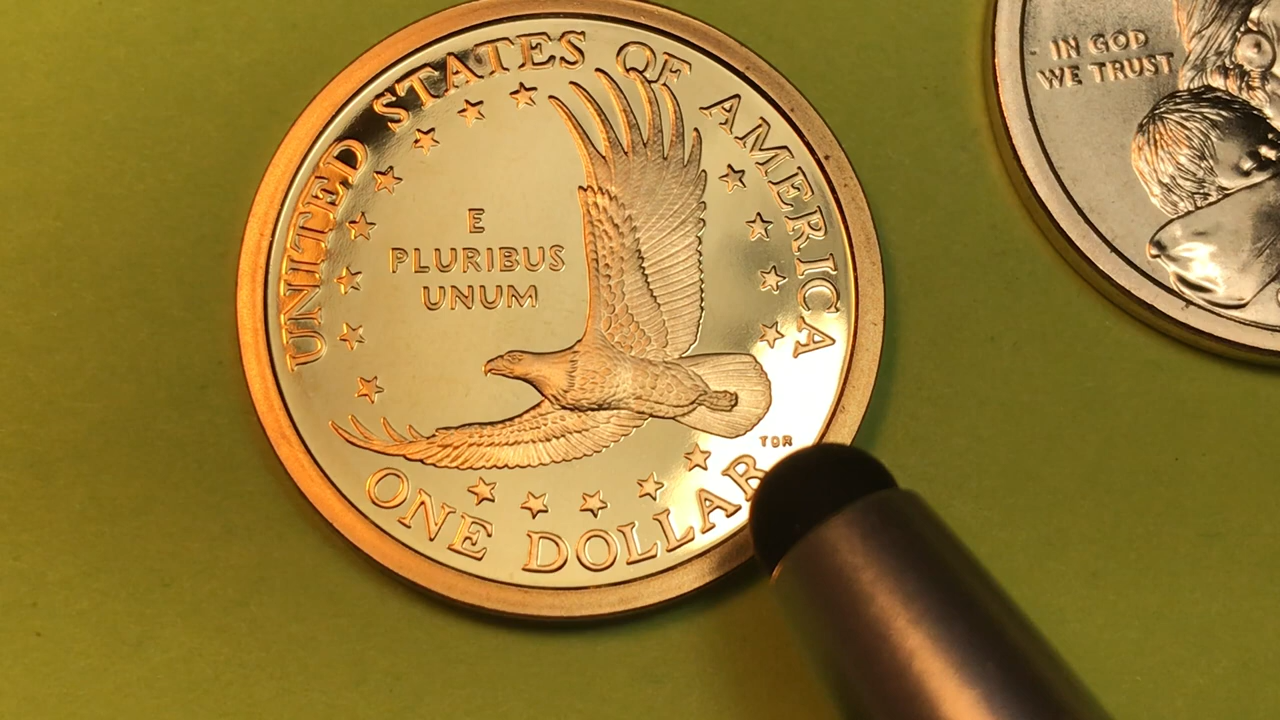 UNITED STATES OF AMERICA
E
PLURIBUS
UNUM
TDR
ONE DOLLAR
IN GOD
WE TRUST